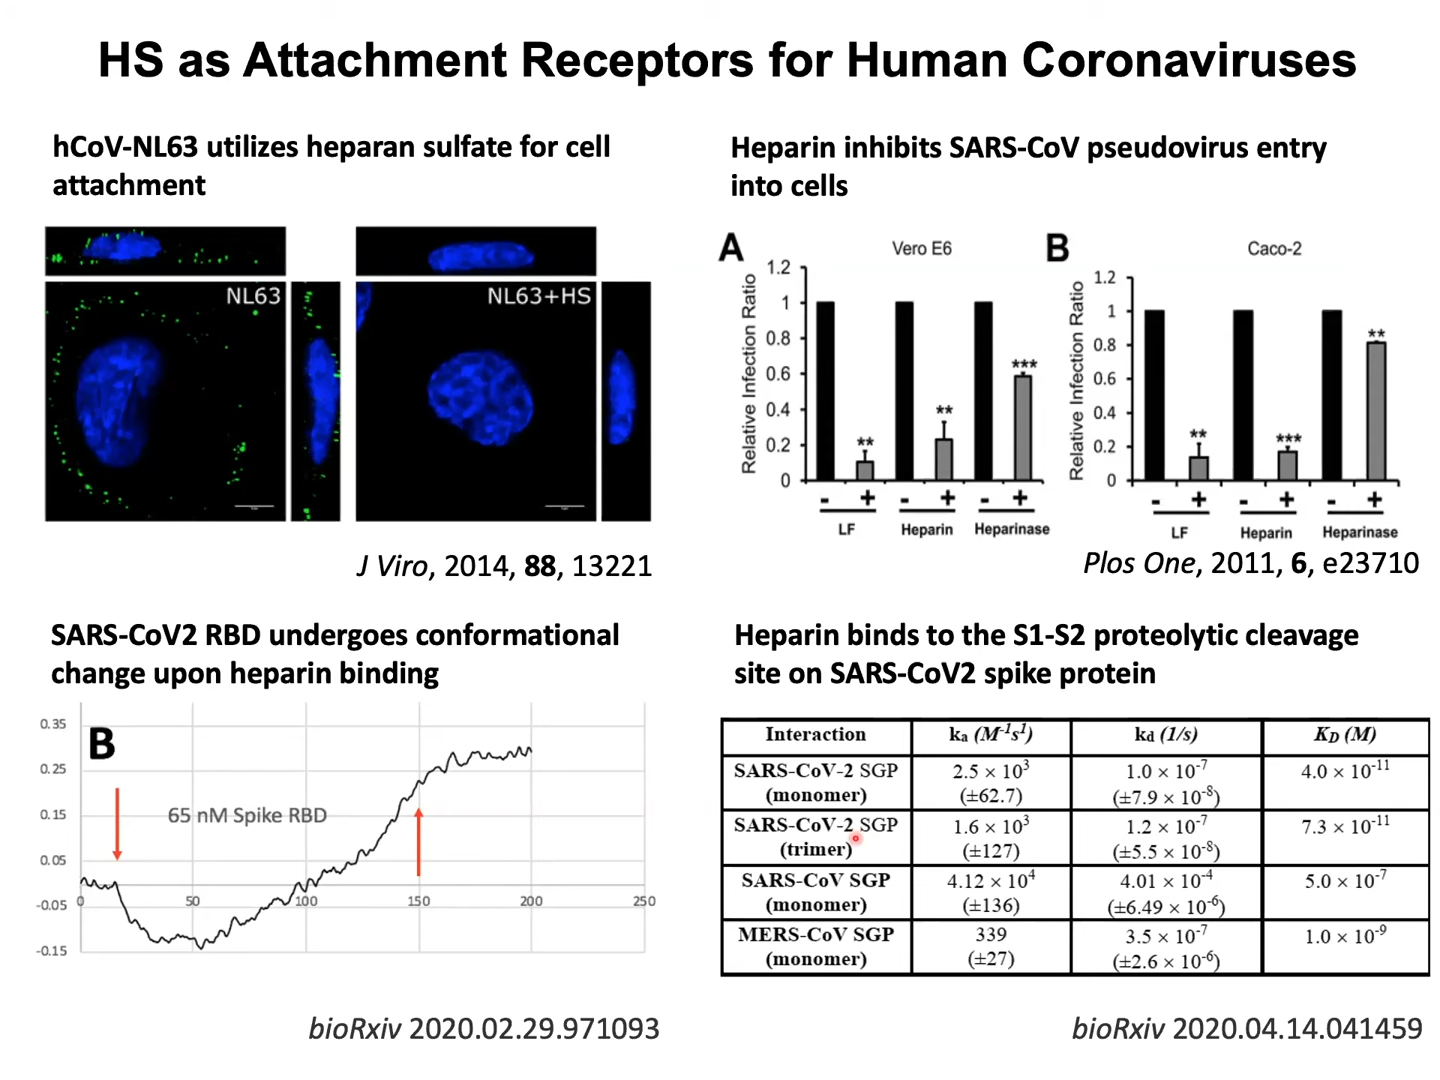 HS as Attachment Receptors for Human Coronaviruses
hCoV-NL63 utilizes heparan sulfate for cell
attachment
NL63
NL63+HS
J Viro, 2014, 88, 13221
Heparin inhibits SARS-CoV pseudovirus entry
into cells
A
Vero E6
Relative Infection Ratio
1.2
1
0.8
0.6
0.4
0.2
0
**
**
***
- + - + - +
LF Heparin Heparinase
B
Caco-2
Relative Infection Ratio
1.2
1
0.8
0.6
0.4
0.2
0
**
***
**
- + - + - +
LF Heparin Heparinase
Plos One, 2011, 6, e23710
SARS-CoV2 RBD undergoes conformational
change upon heparin binding
B
65 nM Spike RBD
0.35
0.25
0.15
0.05
-0.05
-0.15
0 50 100 150 200 250
bioRxiv 2020.02.29.971093
Heparin binds to the S1-S2 proteolytic cleavage
site on SARS-CoV2 spike protein
Interaction kₐ (M⁻¹s¹) k_d (1/s) K_D (M)
SARS-CoV-2 SGP 2.5 × 10³ 1.0 × 10⁻⁷ 4.0 × 10⁻¹¹
(monomer) (±62.7) (±7.9 × 10⁻⁸)
SARS-CoV-2 SGP 1.6 × 10³ 1.2 × 10⁻⁷ 7.3 × 10⁻¹¹
(trimer) (±127) (±5.5 × 10⁻⁸)
SARS-CoV SGP 4.12 × 10⁴ 4.01 × 10⁻⁴ 5.0 × 10⁻⁷
(monomer) (±136) (±6.49 × 10⁻⁶)
MERS-CoV SGP 339 3.5 × 10⁻⁷ 1.0 × 10⁻⁹
(monomer) (±27) (±2.6 × 10⁻⁶)
bioRxiv 2020.04.14.041459